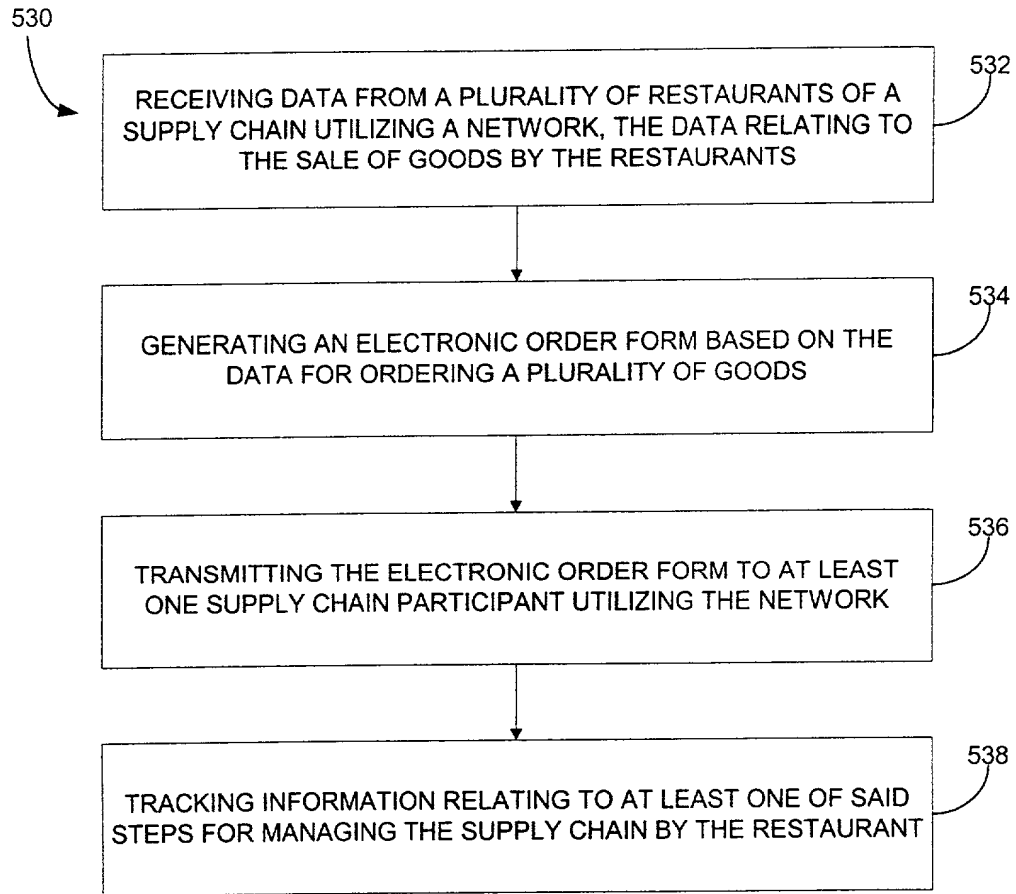 530
532
RECEIVING DATA FROM A PLURALITY OF RESTAURANTS OF A
SUPPLY CHAIN UTILIZING A NETWORK, THE DATA RELATING TO
THE SALE OF GOODS BY THE RESTAURANTS
534
GENERATING AN ELECTRONIC ORDER FORM BASED ON THE
DATA FOR ORDERING A PLURALITY OF GOODS
536
TRANSMITTING THE ELECTRONIC ORDER FORM TO AT LEAST
ONE SUPPLY CHAIN PARTICIPANT UTILIZING THE NETWORK
538
TRACKING INFORMATION RELATING TO AT LEAST ONE OF SAID
STEPS FOR MANAGING THE SUPPLY CHAIN BY THE RESTAURANT